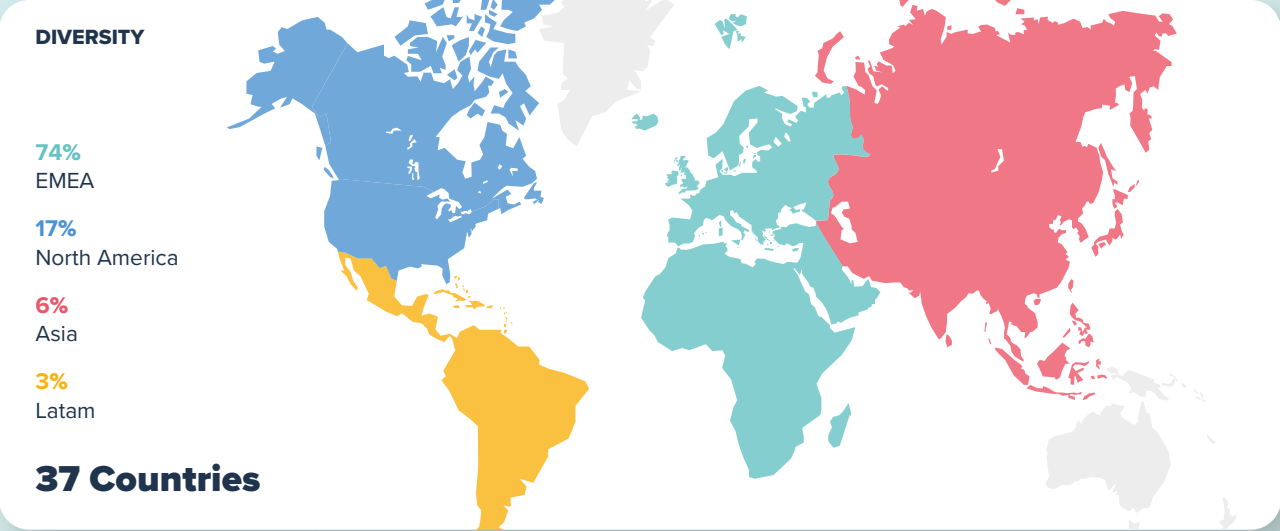 DIVERSITY
74%
EMEA
17%
North America
6%
Asia
3%
Latam
37 Countries